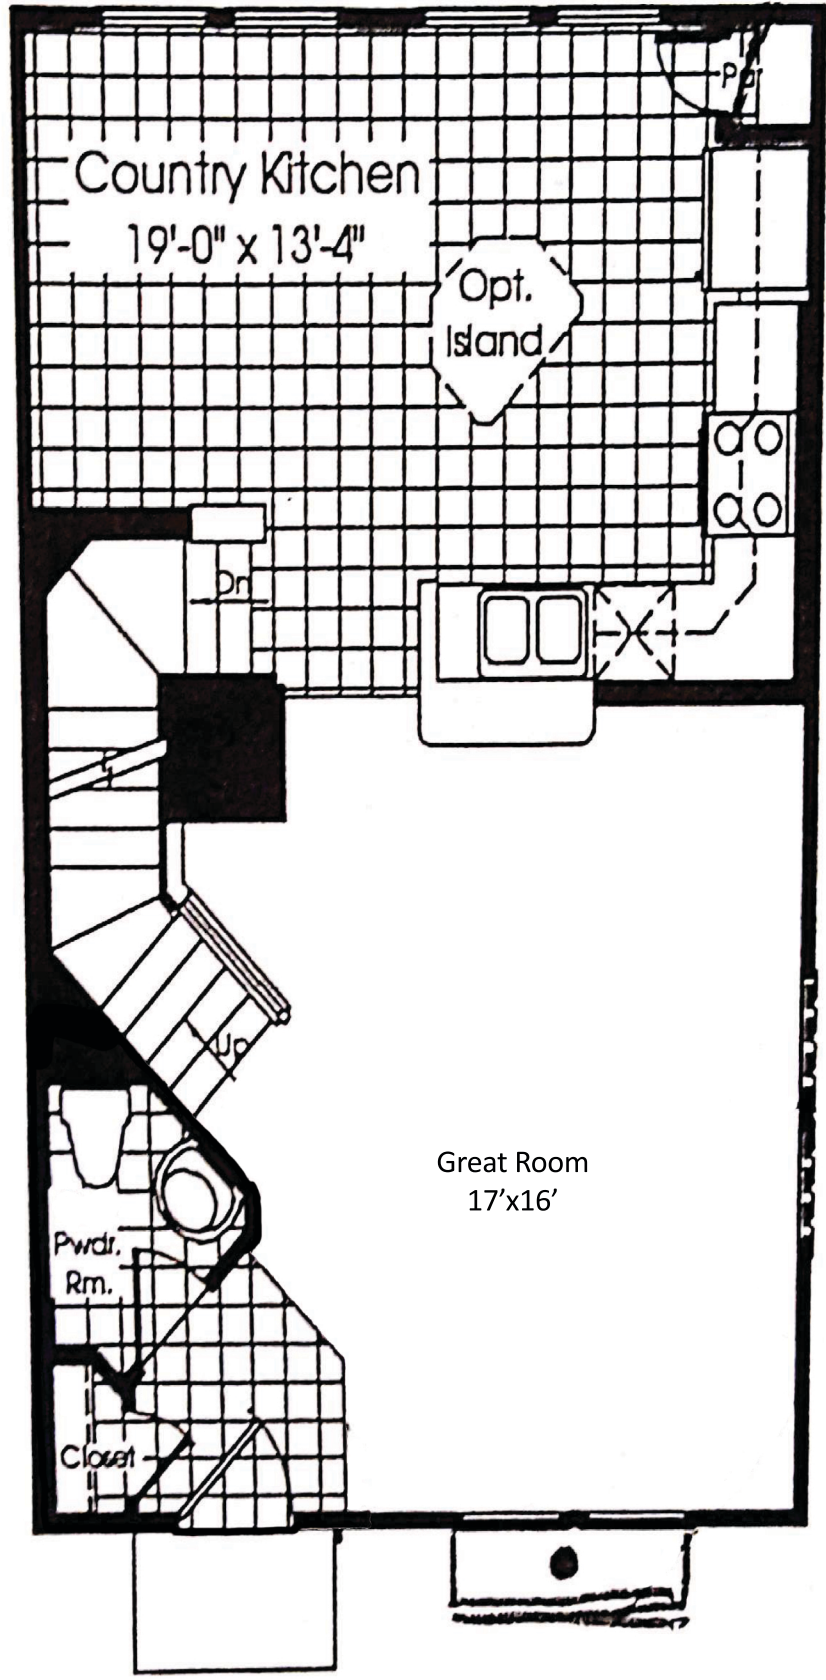 Country Kitchen
19'-0" x 13'-4"
Opt.
Island
Dn
Up
Great Room
17'x16'
Pwdr.
Rm.
Closet